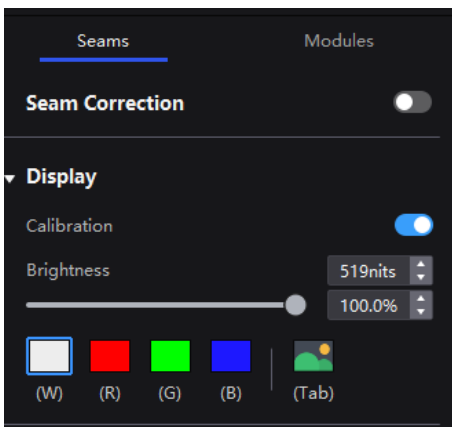 Seams Modules
Seam Correction
Display
Calibration
Brightness 519nits
100.0%
(W) (R) (G) (B) (Tab)